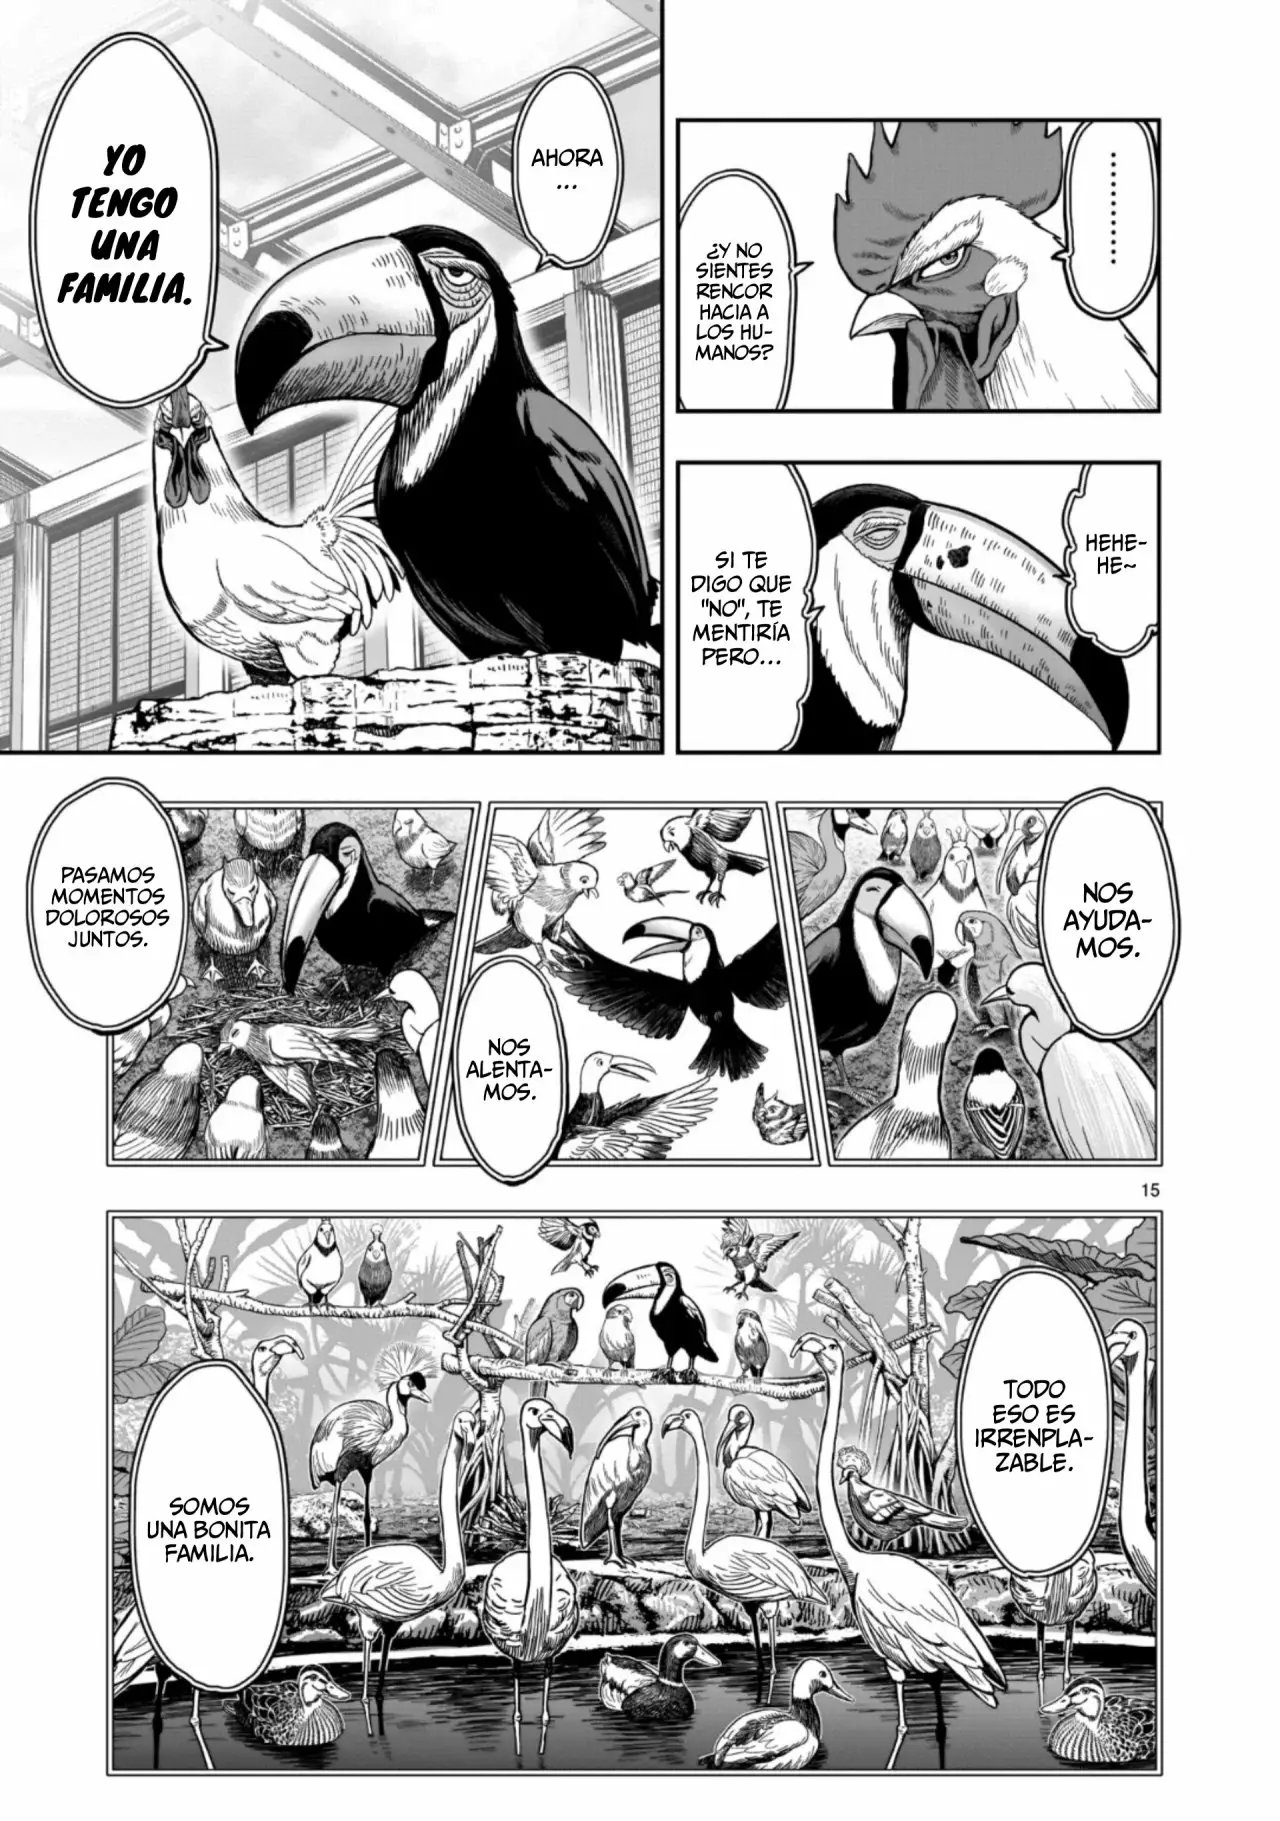 .........
¿Y NO
SIENTES
RENCOR
HACIA A
LOS HU-
MANOS?
HEHE-
HE~
SI TE
DIGO QUE
"NO", TE
MENTIRÍA
PERO...
AHORA
...
YO
TENGO
UNA
FAMILIA.
NOS
AYUDA-
MOS.
NOS
ALENTA-
MOS.
PASAMOS
MOMENTOS
DOLOROSOS
JUNTOS.
15
TODO
ESO ES
IRRENPLA-
ZABLE.
SOMOS
UNA BONITA
FAMILIA.